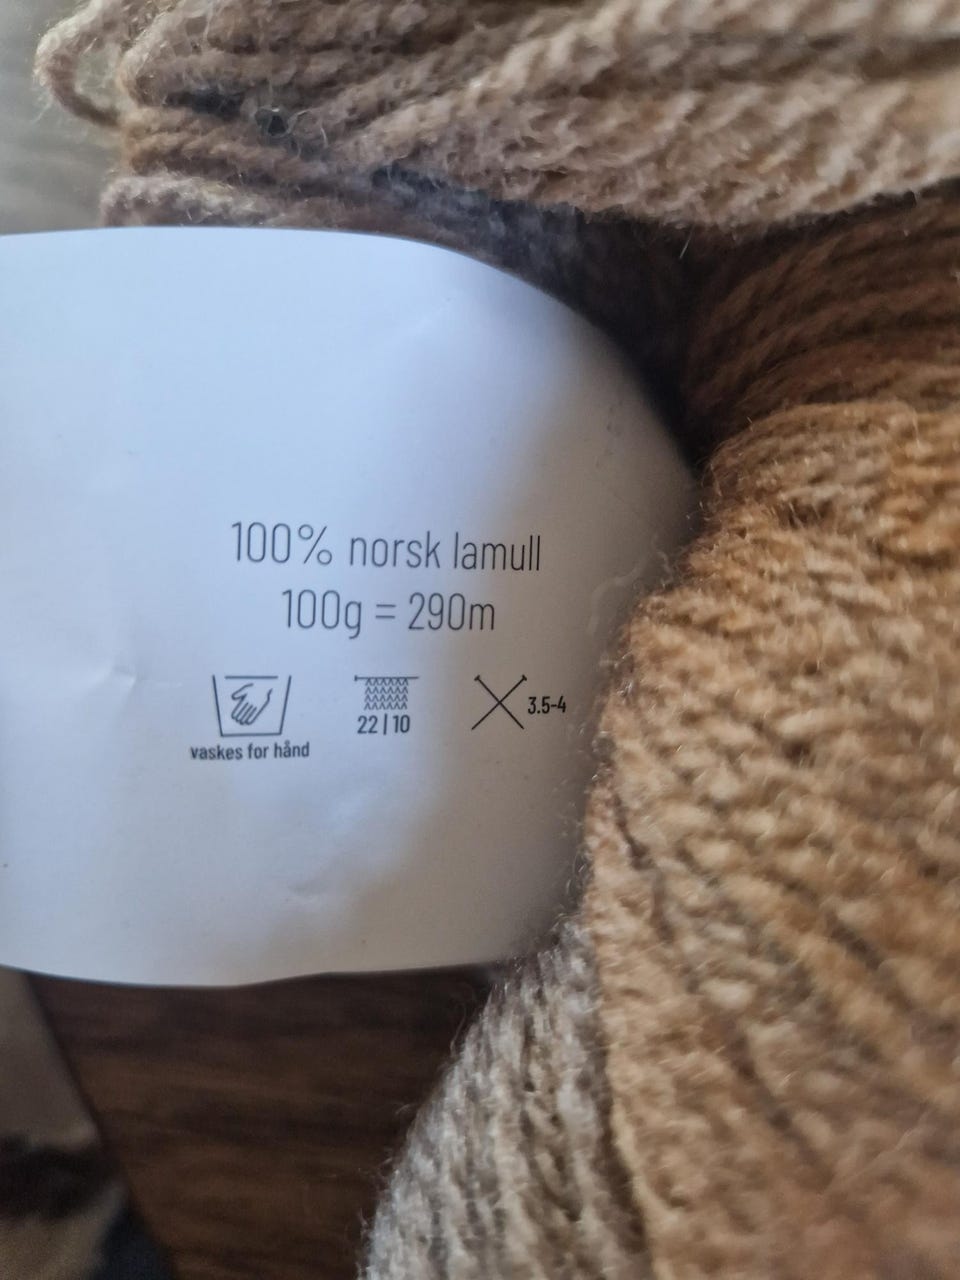 100% norsk lamull
100g = 290m
22|10
3.5-4
vaskes for hånd